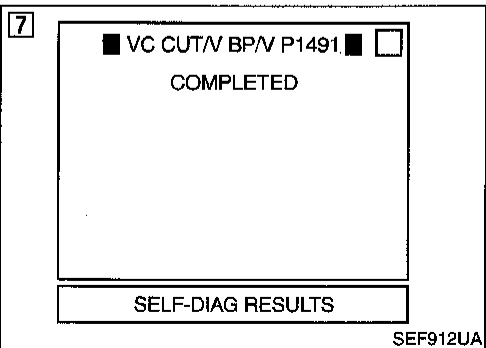 7
■ VC CUT/V BP/V P1491 ■ □
COMPLETED
SELF-DIAG RESULTS
SEF912UA